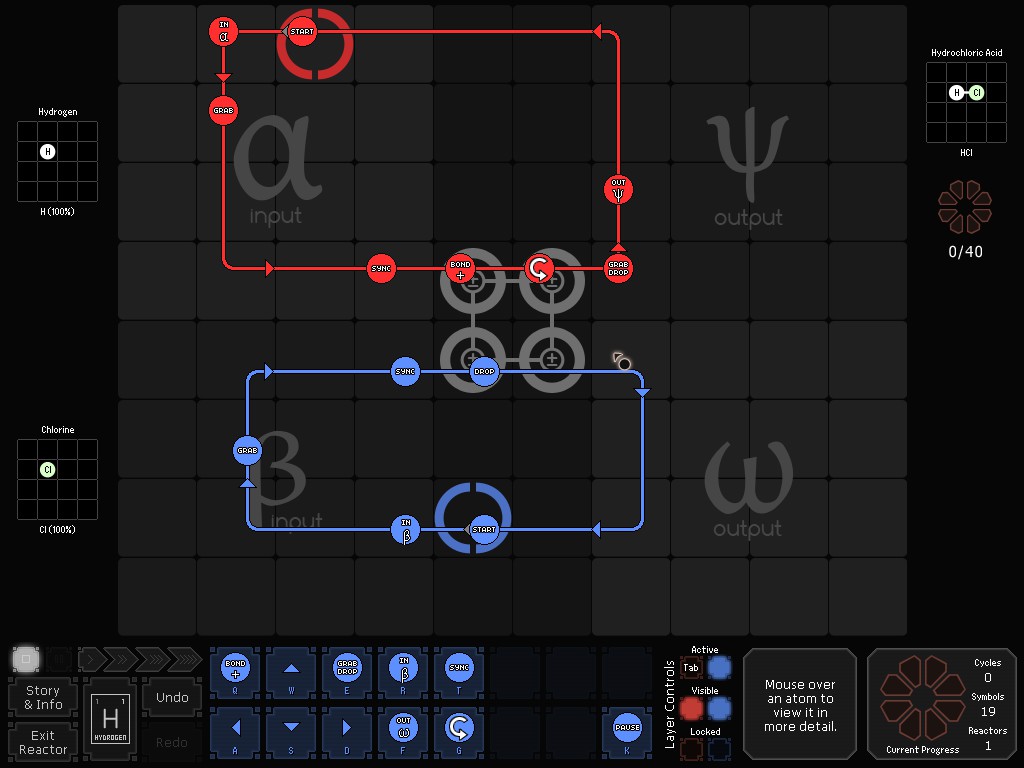 IN
α
START
Hydrochloric Acid
H
Cl
HCl
0/40
Hydrogen
H
H (100%)
GRAB
α
input
ψ
output
OUT
ψ
SYNC
BOND
+
GRAB
DROP
±
±
±
±
SYNC
DROP
Chlorine
Cl
Cl (100%)
GRAB
β
input
ω
output
IN
β
START
Story
& Info
Exit
Reactor
1 1
H
HYDROGEN
Undo
Redo
BOND
+
Q
W
GRAB
DROP
E
IN
β
R
SYNC
T
A
S
D
OUT
ω
F
G
PAUSE
K
Layer Controls
Active
Tab
Visible
Locked
Mouse over
an atom to
view it in
more detail.
Cycles
0
Symbols
19
Reactors
1
Current Progress